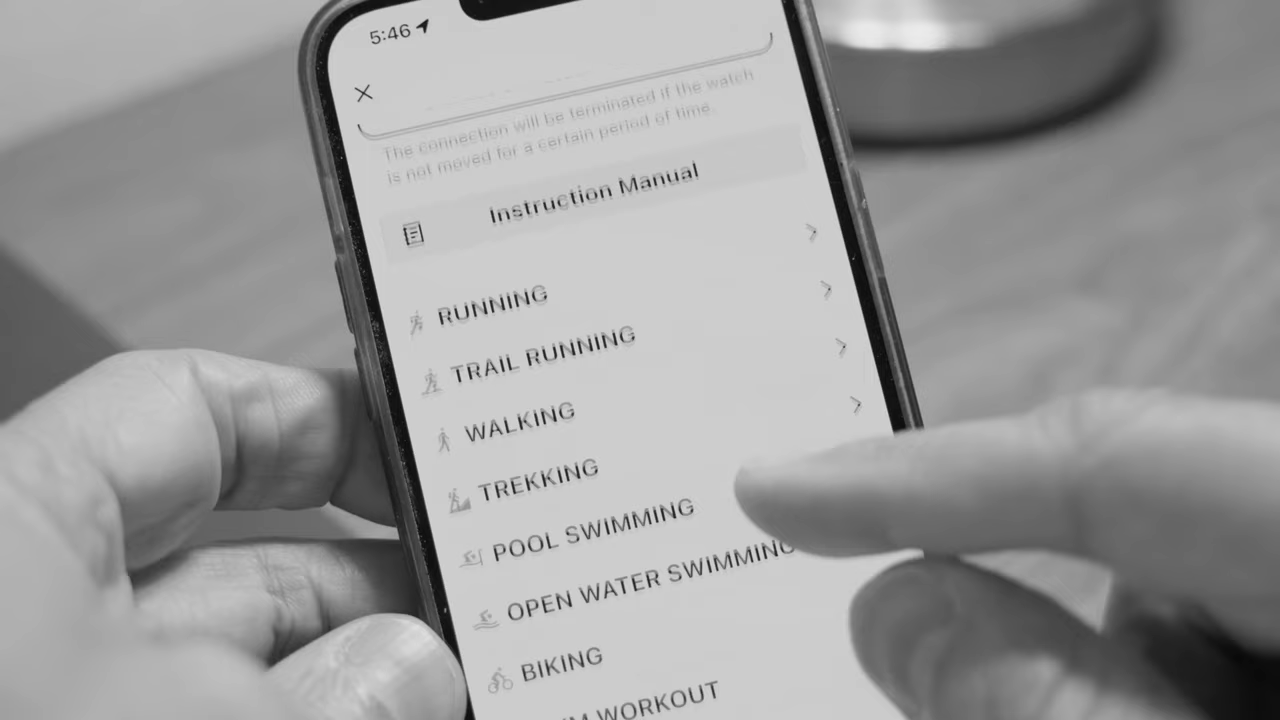 5:46
The connection will be terminated if the watch
is not moved for a certain period of time.
Instruction Manual
RUNNING
TRAIL RUNNING
WALKING
TREKKING
POOL SWIMMING
OPEN WATER SWIMMING
BIKING
WORKOUT